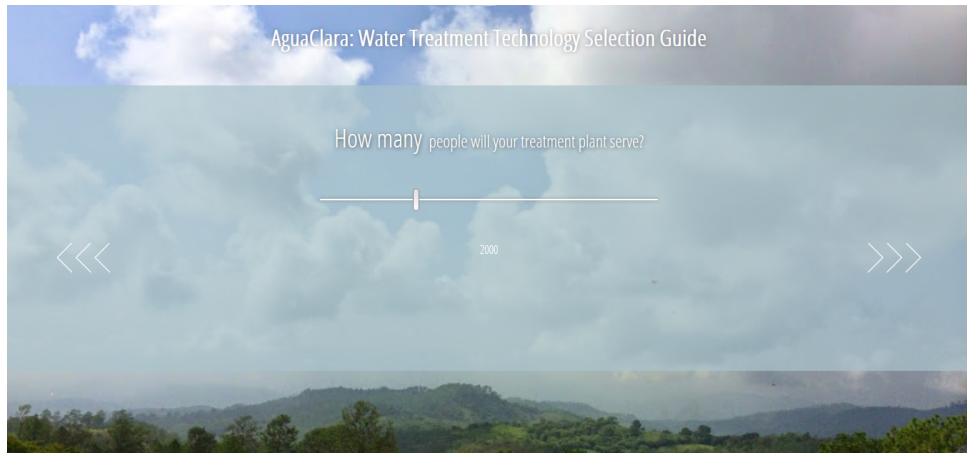 AguaClara: Water Treatment Technology Selection Guide
How many people will your treatment plant serve?
2000